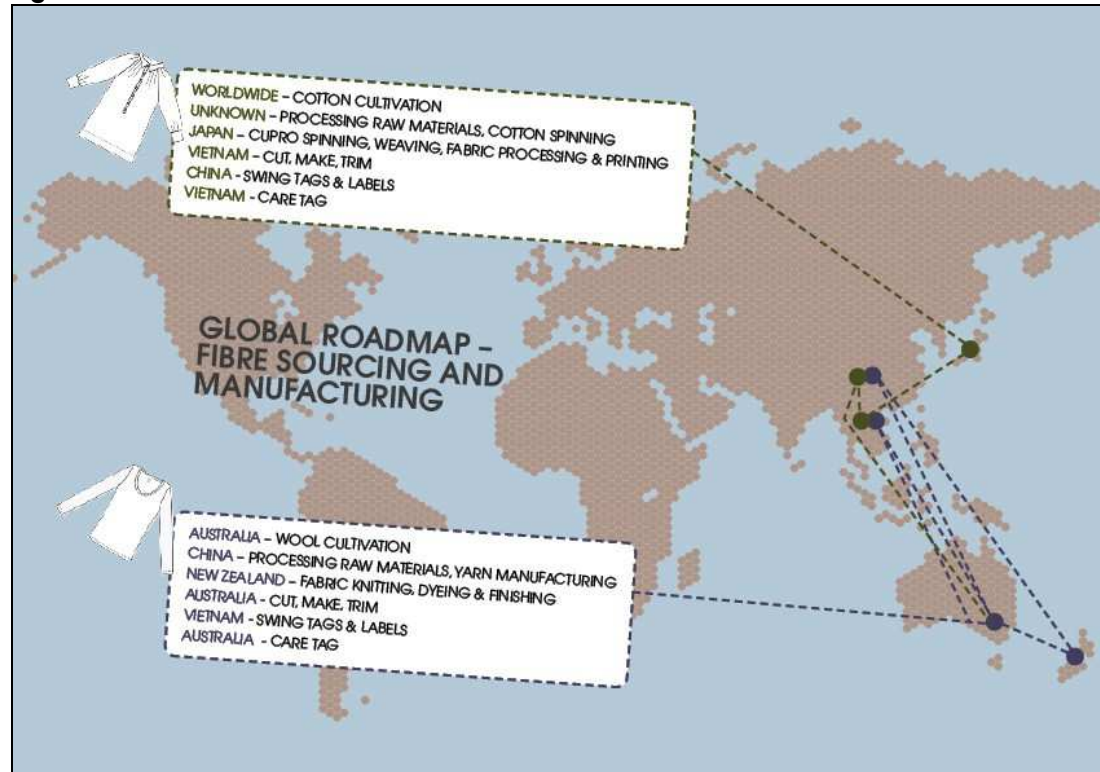 WORLDWIDE – COTTON CULTIVATION
UNKNOWN – PROCESSING RAW MATERIALS, COTTON SPINNING
JAPAN – CUPRO SPINNING, WEAVING, FABRIC PROCESSING & PRINTING
VIETNAM – CUT, MAKE, TRIM
CHINA - SWING TAGS & LABELS
VIETNAM - CARE TAG
GLOBAL ROADMAP –
FIBRE SOURCING AND
MANUFACTURING
AUSTRALIA – WOOL CULTIVATION
CHINA – PROCESSING RAW MATERIALS, YARN MANUFACTURING
NEW ZEALAND – FABRIC KNITTING, DYEING & FINISHING
AUSTRALIA - CUT, MAKE, TRIM
VIETNAM - SWING TAGS & LABELS
AUSTRALIA - CARE TAG